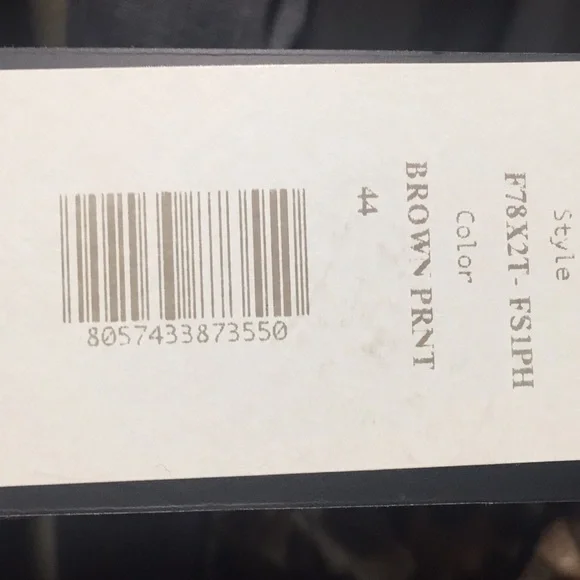 Style
F78X2T-FS1PH
Color
BROWN PRNT
44
8057433873550